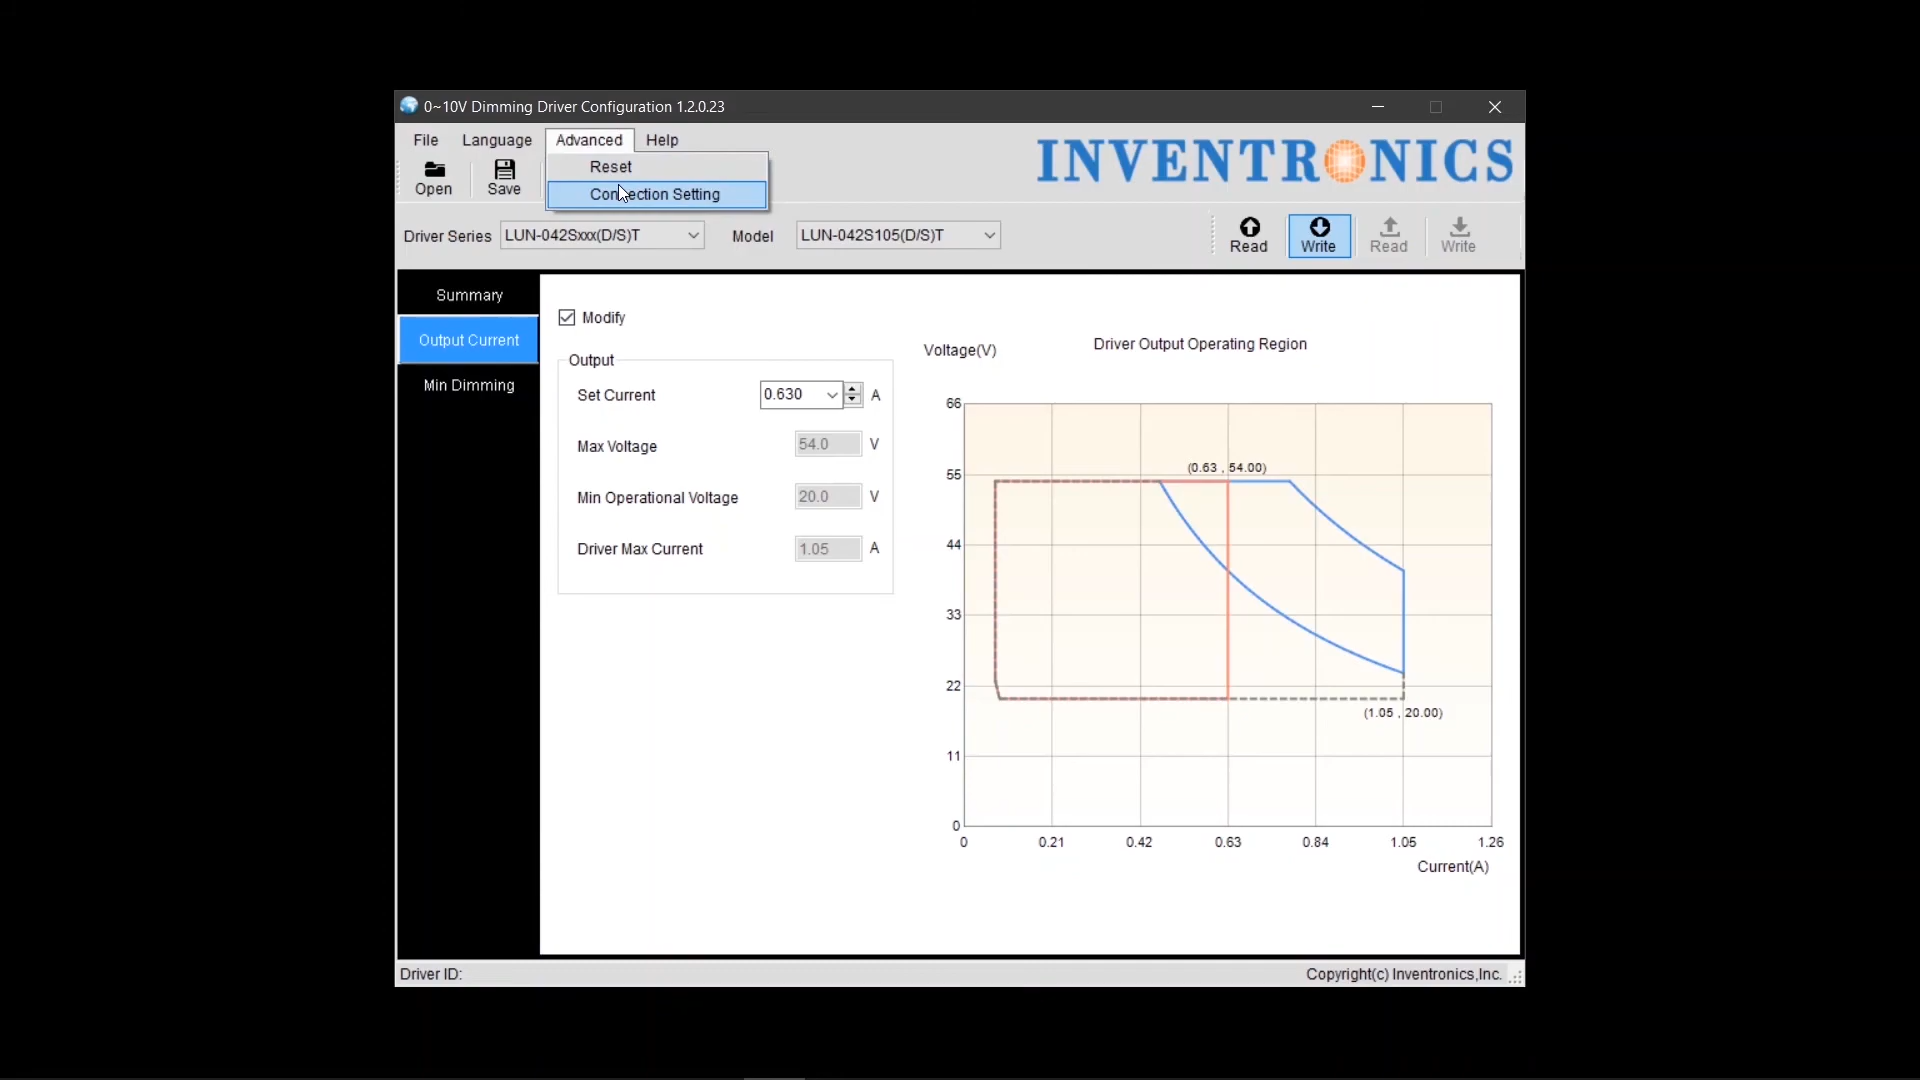 0~10V Dimming Driver Configuration 1.2.0.23
File Language Advanced Help
INVENTRONICS
Open Save
Reset
Connection Setting
Driver Series LUN-042Sxxx(D/S)T Model LUN-042S105(D/S)T
Read Write Read Write
Summary
Output Current
Min Dimming
Modify
Output
Set Current 0.630 A
Max Voltage 54.0 V
Min Operational Voltage 20.0 V
Driver Max Current 1.05 A
Driver Output Operating Region
Voltage(V)
66
(0.63 , 54.00)
55
44
33
22
(1.05 , 20.00)
11
0
0 0.21 0.42 0.63 0.84 1.05 1.26
Current(A)
Driver ID: Copyright(c) Inventronics,Inc.